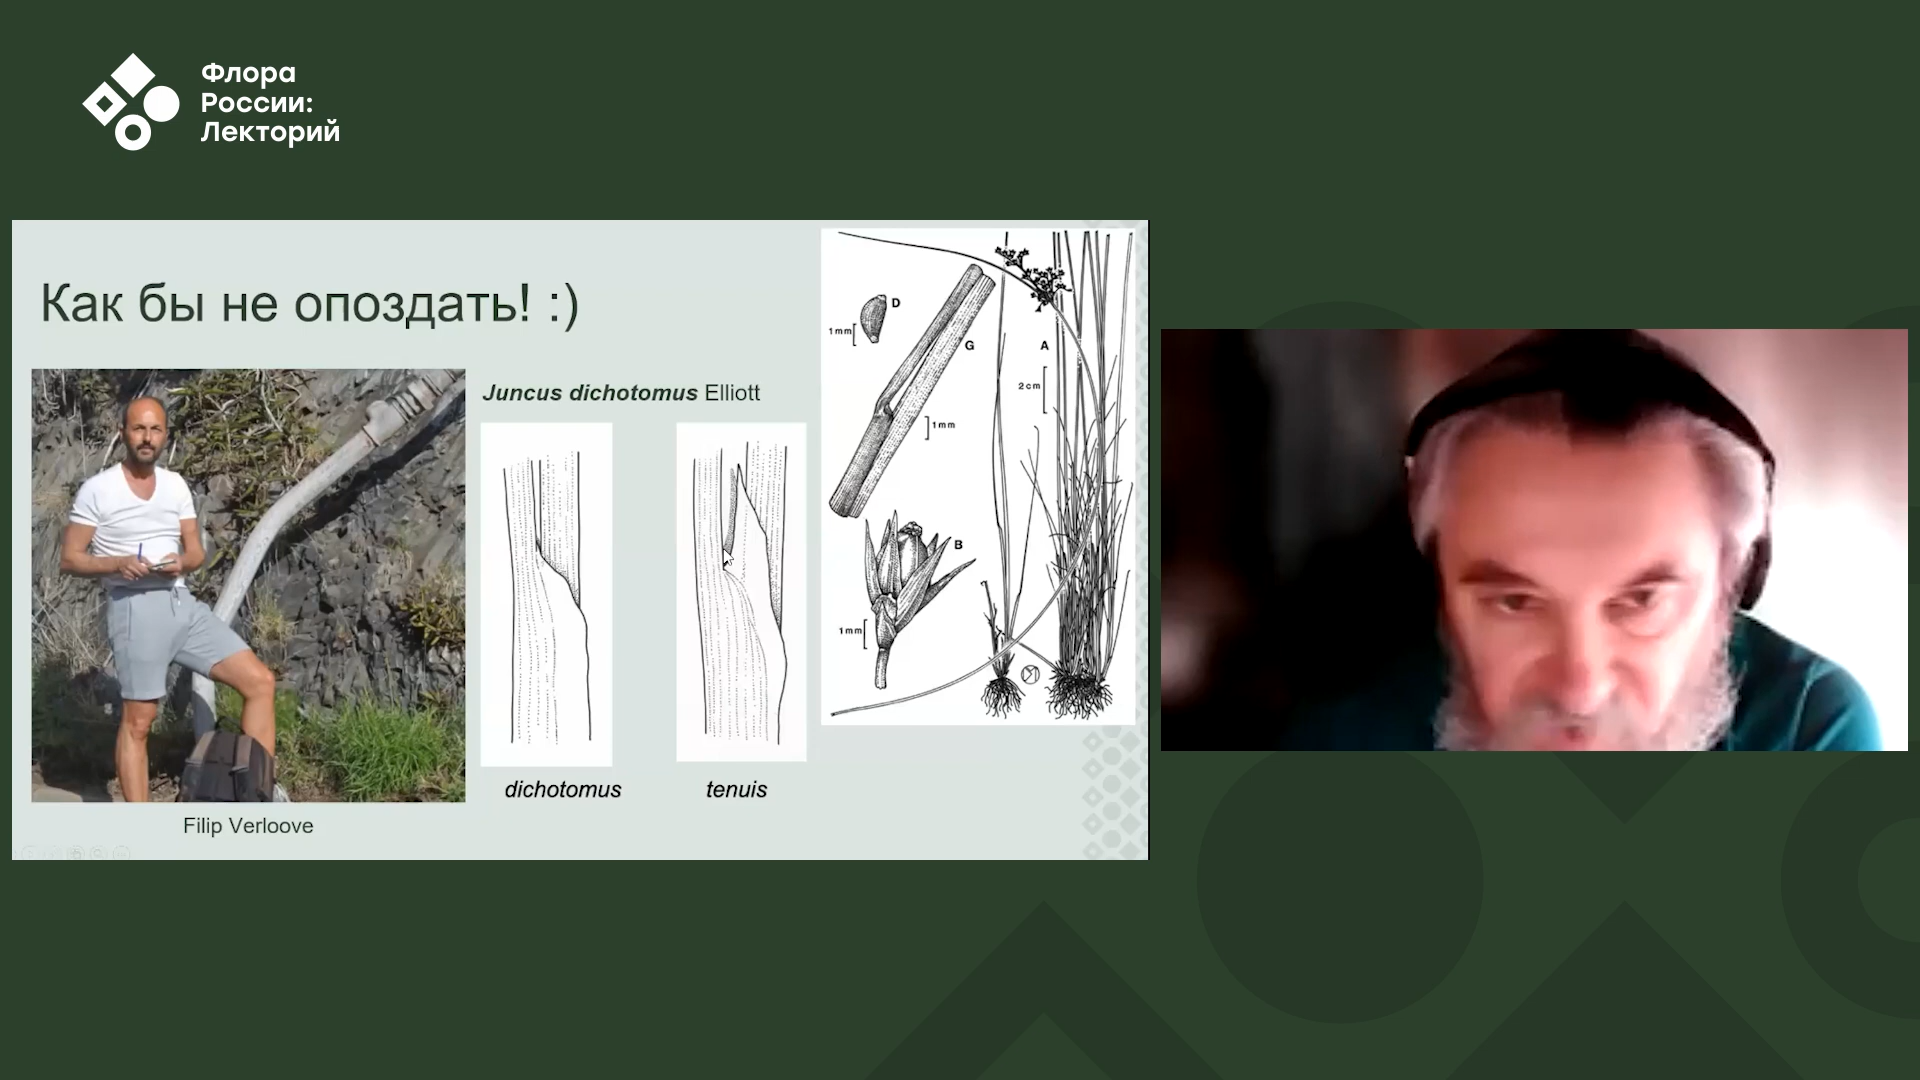 Флора
России:
Лекторий
Как бы не опоздать! :)
Juncus dichotomus Elliott
dichotomus
tenuis
Filip Verloove
D
1mm
G
A
2cm
1mm
B
1mm